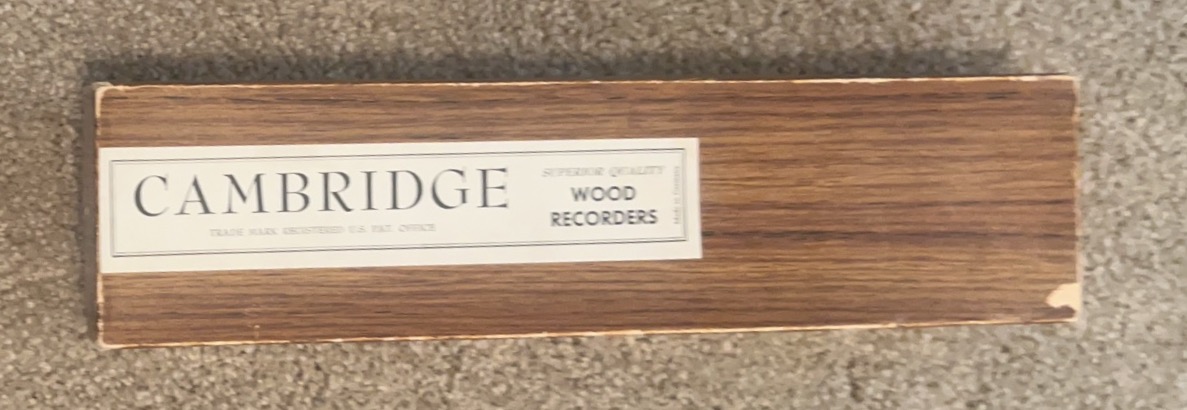 CAMBRIDGE
TRADE MARK REGISTERED U.S. PAT. OFFICE
SUPERIOR QUALITY
WOOD
RECORDERS